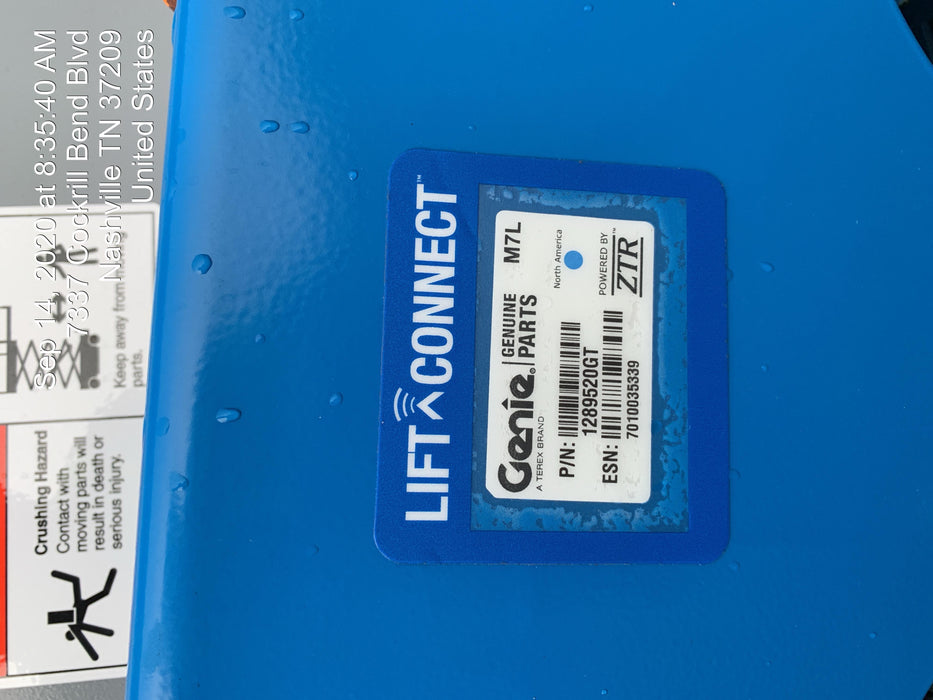 Sep 14, 2020 at 8:35:40 AM
7337 Cockrill Bend Blvd
Nashville TN 37209
United States
Keep away from
parts.
Crushing Hazard
Contact with
moving parts will
result in death or
serious injury.
LIFT CONNECT™
Genie® GENUINE PARTS M7L
A TEREX BRAND
North America
P/N:
1289520GT
POWERED BY
ZTR™
ESN:
7010035339